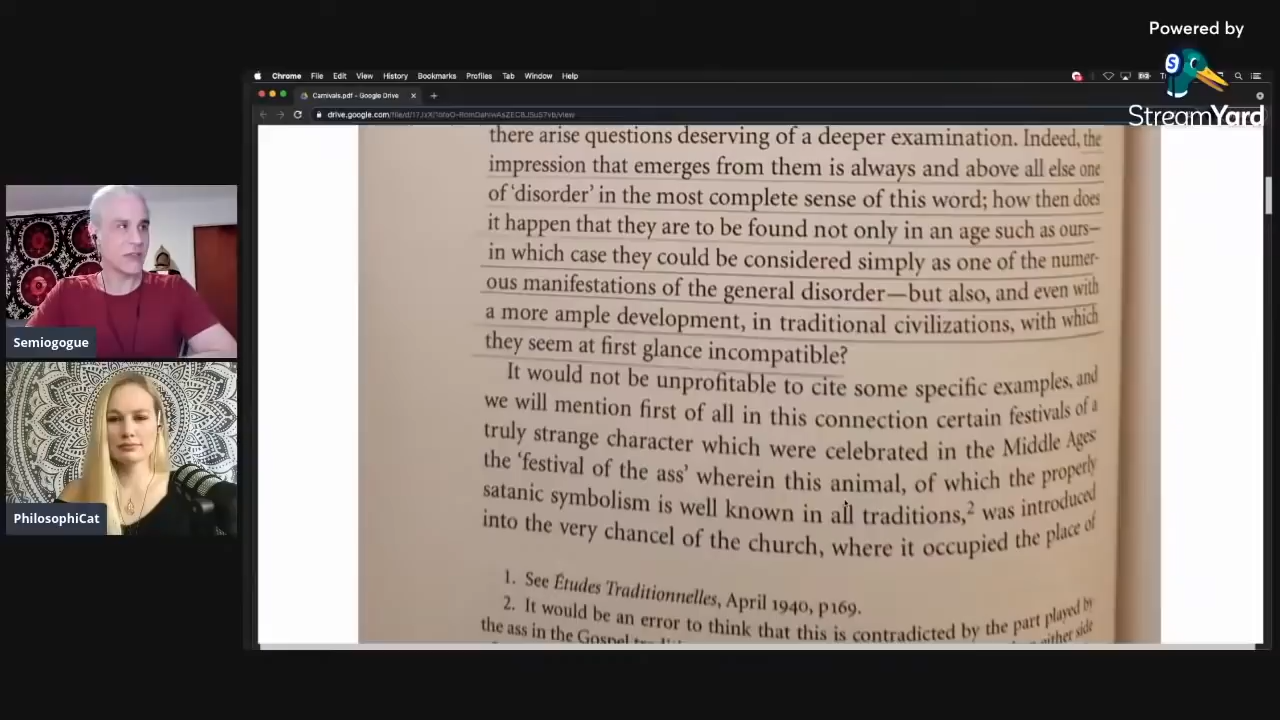 Powered by
StreamYard
Chrome File Edit View History Bookmarks Profiles Tab Window Help
Carnivals.pdf - Google Drive
there arise questions deserving of a deeper examination. Indeed, the
impression that emerges from them is always and above all else one
of ‘disorder’ in the most complete sense of this word; how then does
it happen that they are to be found not only in an age such as ours—
in which case they could be considered simply as one of the numer-
ous manifestations of the general disorder—but also, and even with
a more ample development, in traditional civilizations, with which
they seem at first glance incompatible?
It would not be unprofitable to cite some specific examples, and
we will mention first of all in this connection certain festivals of a
truly strange character which were celebrated in the Middle Ages
the ‘festival of the ass’ wherein this animal, of which the properly
satanic symbolism is well known in all traditions,² was introduced
into the very chancel of the church, where it occupied the place of
1. See Études Traditionnelles, April 1940, p169.
2. It would be an error to think that this is contradicted by the part played by
the ass in the Gospel either side
Semiogogue
PhilosophiCat